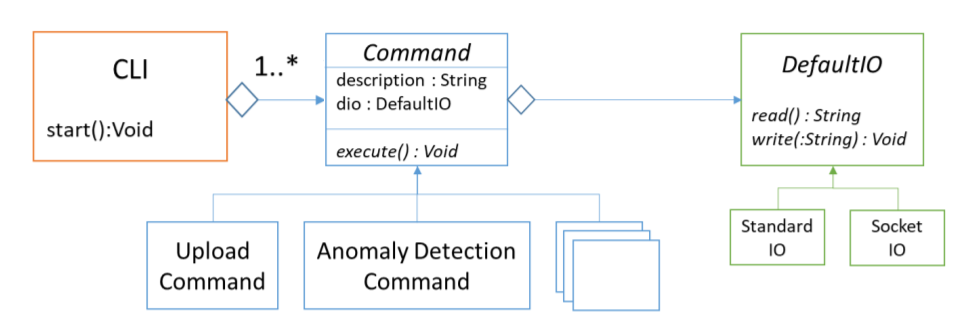 CLI
start():Void
1..*
Command
description : String
dio : DefaultIO
execute() : Void
DefaultIO
read() : String
write(:String) : Void
Upload
Command
Anomaly Detection
Command
Standard
IO
Socket
IO